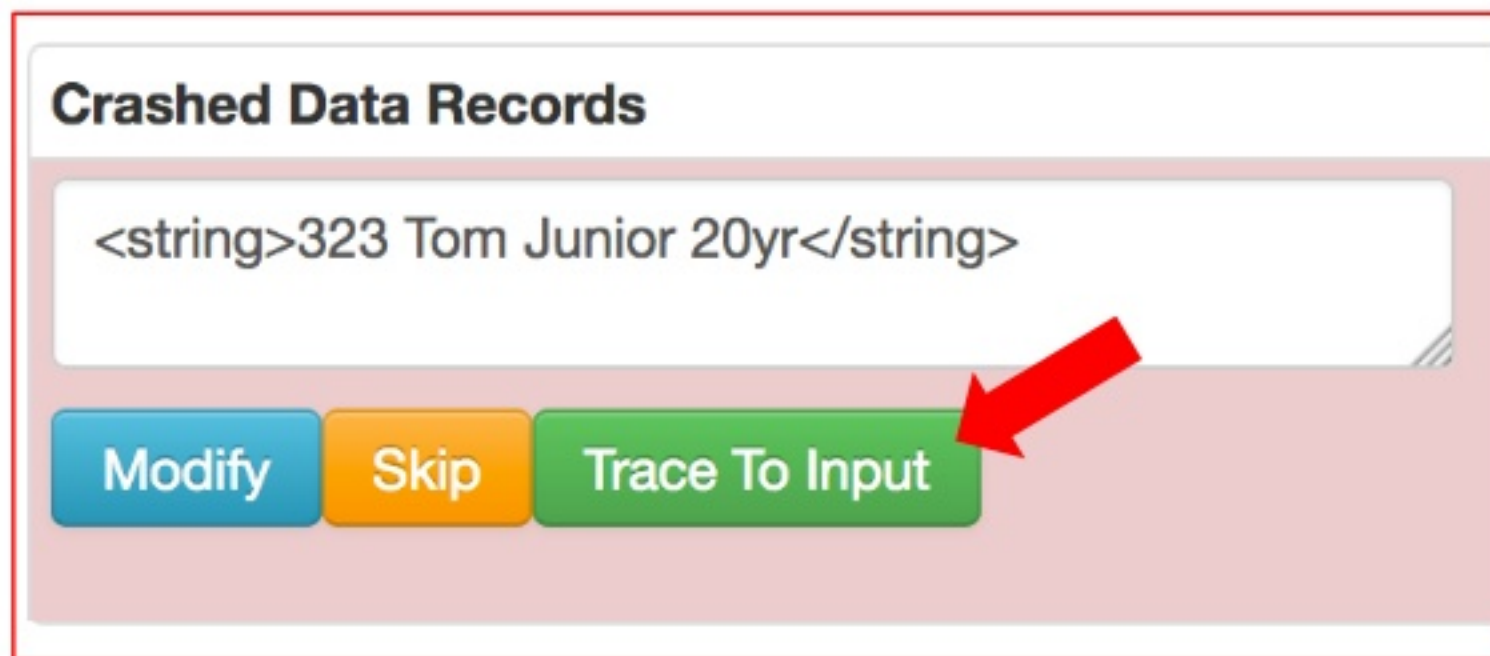 Crashed Data Records
<string>323 Tom Junior 20yr</string>
Modify Skip Trace To Input